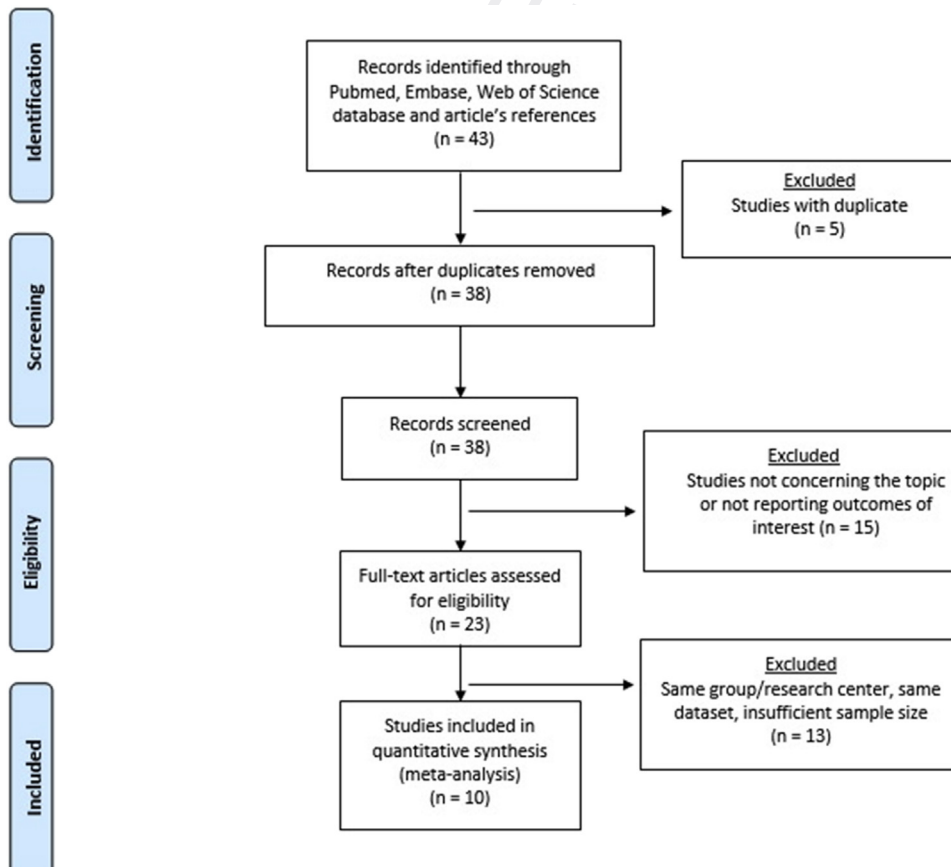 Identification
Records identified through
Pubmed, Embase, Web of Science
database and article's references
(n = 43)
Excluded
Studies with duplicate
(n = 5)
Screening
Records after duplicates removed
(n = 38)
Records screened
(n = 38)
Excluded
Studies not concerning the topic
or not reporting outcomes of
interest (n = 15)
Eligibility
Full-text articles assessed
for eligibility
(n = 23)
Excluded
Same group/research center, same
dataset, insufficient sample size
(n = 13)
Included
Studies included in
quantitative synthesis
(meta-analysis)
(n = 10)